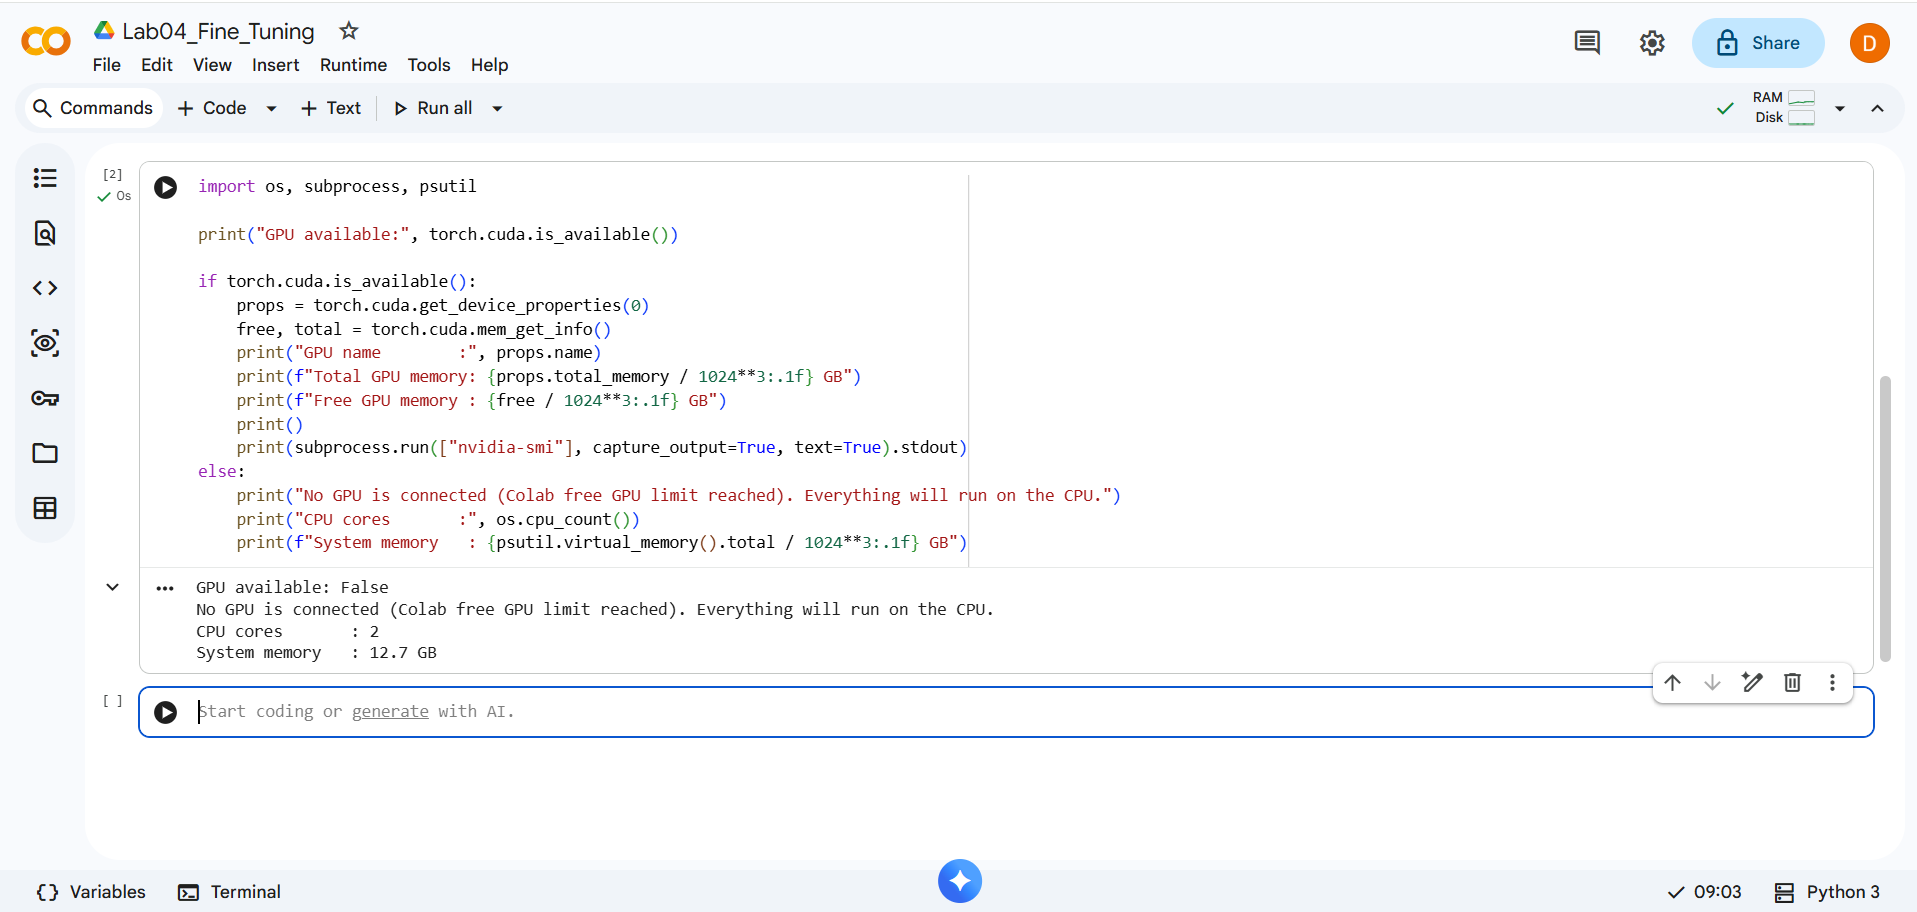 Lab04_Fine_Tuning
File Edit View Insert Runtime Tools Help
Share
D
Commands + Code + Text Run all
RAM
Disk
[2]
0s
import os, subprocess, psutil
print("GPU available:", torch.cuda.is_available())
if torch.cuda.is_available():
    props = torch.cuda.get_device_properties(0)
    free, total = torch.cuda.mem_get_info()
    print("GPU name        :", props.name)
    print(f"Total GPU memory: {props.total_memory / 1024**3:.1f} GB")
    print(f"Free GPU memory : {free / 1024**3:.1f} GB")
    print()
    print(subprocess.run(["nvidia-smi"], capture_output=True, text=True).stdout)
else:
    print("No GPU is connected (Colab free GPU limit reached). Everything will run on the CPU.")
    print("CPU cores       :", os.cpu_count())
    print(f"System memory   : {psutil.virtual_memory().total / 1024**3:.1f} GB")
GPU available: False
No GPU is connected (Colab free GPU limit reached). Everything will run on the CPU.
CPU cores       : 2
System memory   : 12.7 GB
[ ]
Start coding or generate with AI.
Variables Terminal
09:03 Python 3